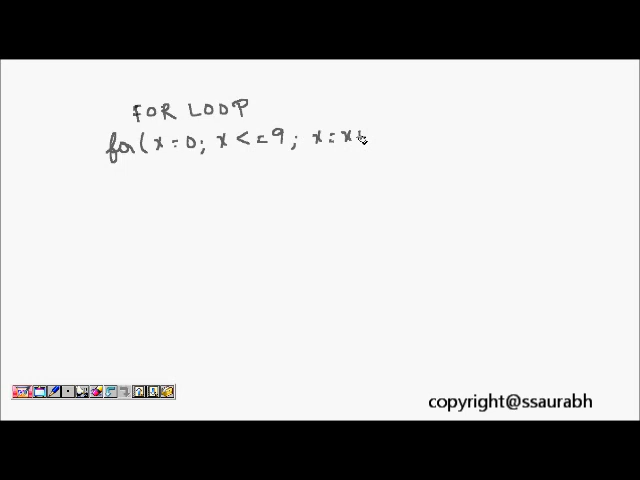 FOR LOOP
for( x = 0; x <= 9; x = x+
copyright@ssaurabh